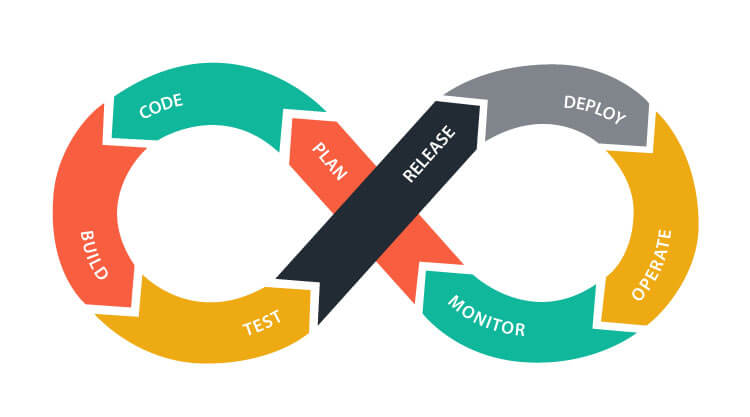 PLAN
CODE
BUILD
TEST
RELEASE
DEPLOY
OPERATE
MONITOR